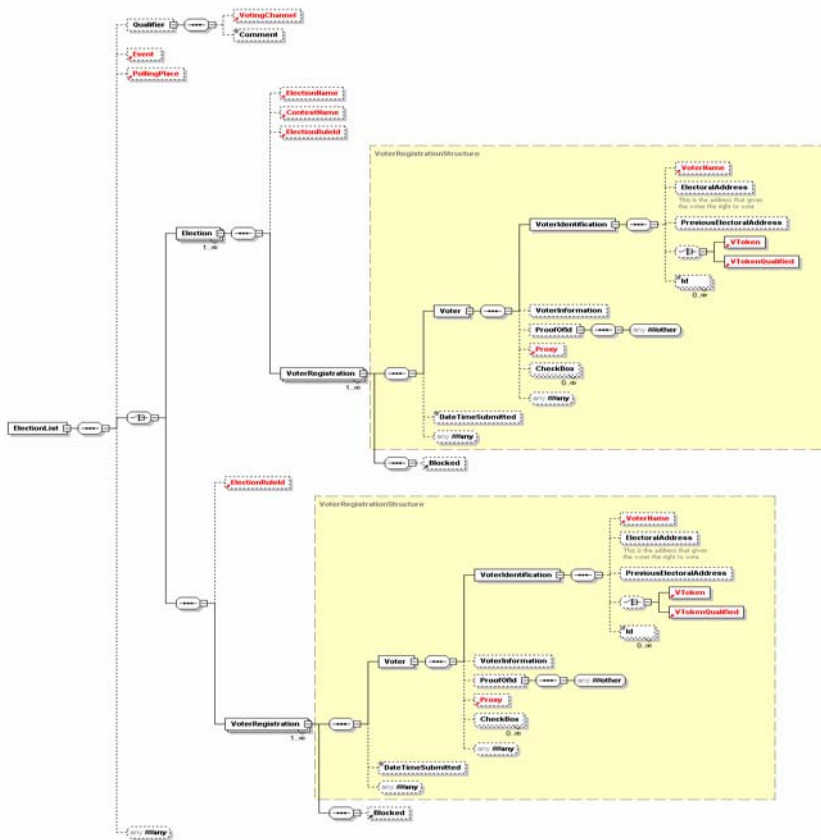 Qualifier
VotingChannel
Comment
Event
PollingPlace
ElectionName
ContestName
ElectionRuleId
VoterRegistrationStructure
VoterName
ElectoralAddress
This is the address that gives
the voter the right to vote
PreviousElectoralAddress
VToken
VTokenQualified
Id
0..∞
VoterIdentification
Election
1..∞
Voter
VoterInformation
ProofOfId
any ##other
Proxy
CheckBox
0..∞
any ##any
VoterRegistration
1..∞
DateTimeSubmitted
any ##any
Blocked
ElectionList
ElectionRuleId
VoterRegistrationStructure
VoterName
ElectoralAddress
This is the address that gives
the voter the right to vote
PreviousElectoralAddress
VToken
VTokenQualified
Id
0..∞
VoterIdentification
Voter
VoterInformation
ProofOfId
any ##other
Proxy
CheckBox
0..∞
any ##any
VoterRegistration
1..∞
DateTimeSubmitted
any ##any
Blocked
any ##any